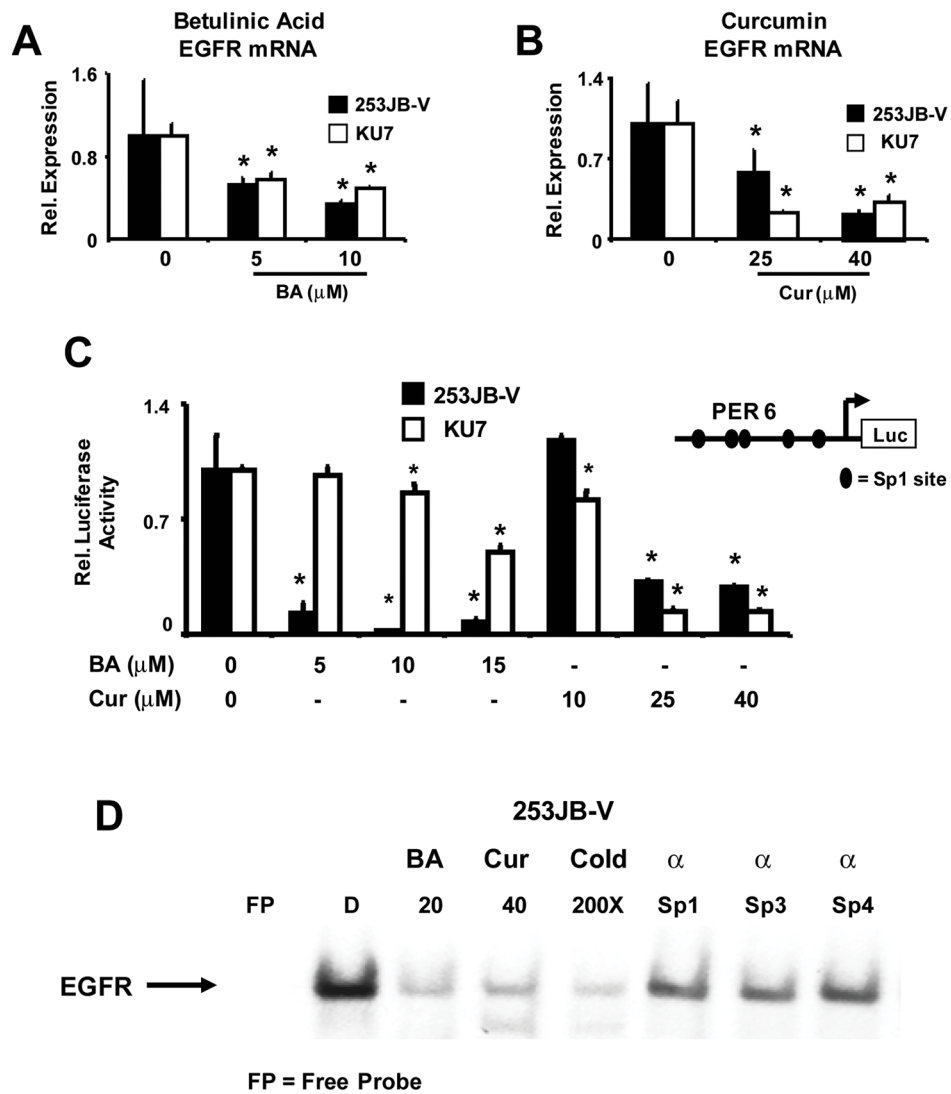 A
Betulinic Acid
EGFR mRNA
Rel. Expression
1.6
0.8
0
253JB-V
KU7
* * * *
0 5 10
BA (μM)
B
Curcumin
EGFR mRNA
Rel. Expression
1.4
0.7
0
253JB-V
KU7
* * * *
0 25 40
Cur (μM)
C
253JB-V
KU7
Rel. Luciferase
Activity
1.4
0.7
0
* * * * * * * * * *
PER 6
Luc
= Sp1 site
BA (μM) 0 5 10 15 - - -
Cur (μM) 0 - - - 10 25 40
D
253JB-V
BA Cur Cold α α α
FP D 20 40 200X Sp1 Sp3 Sp4
EGFR
FP = Free Probe